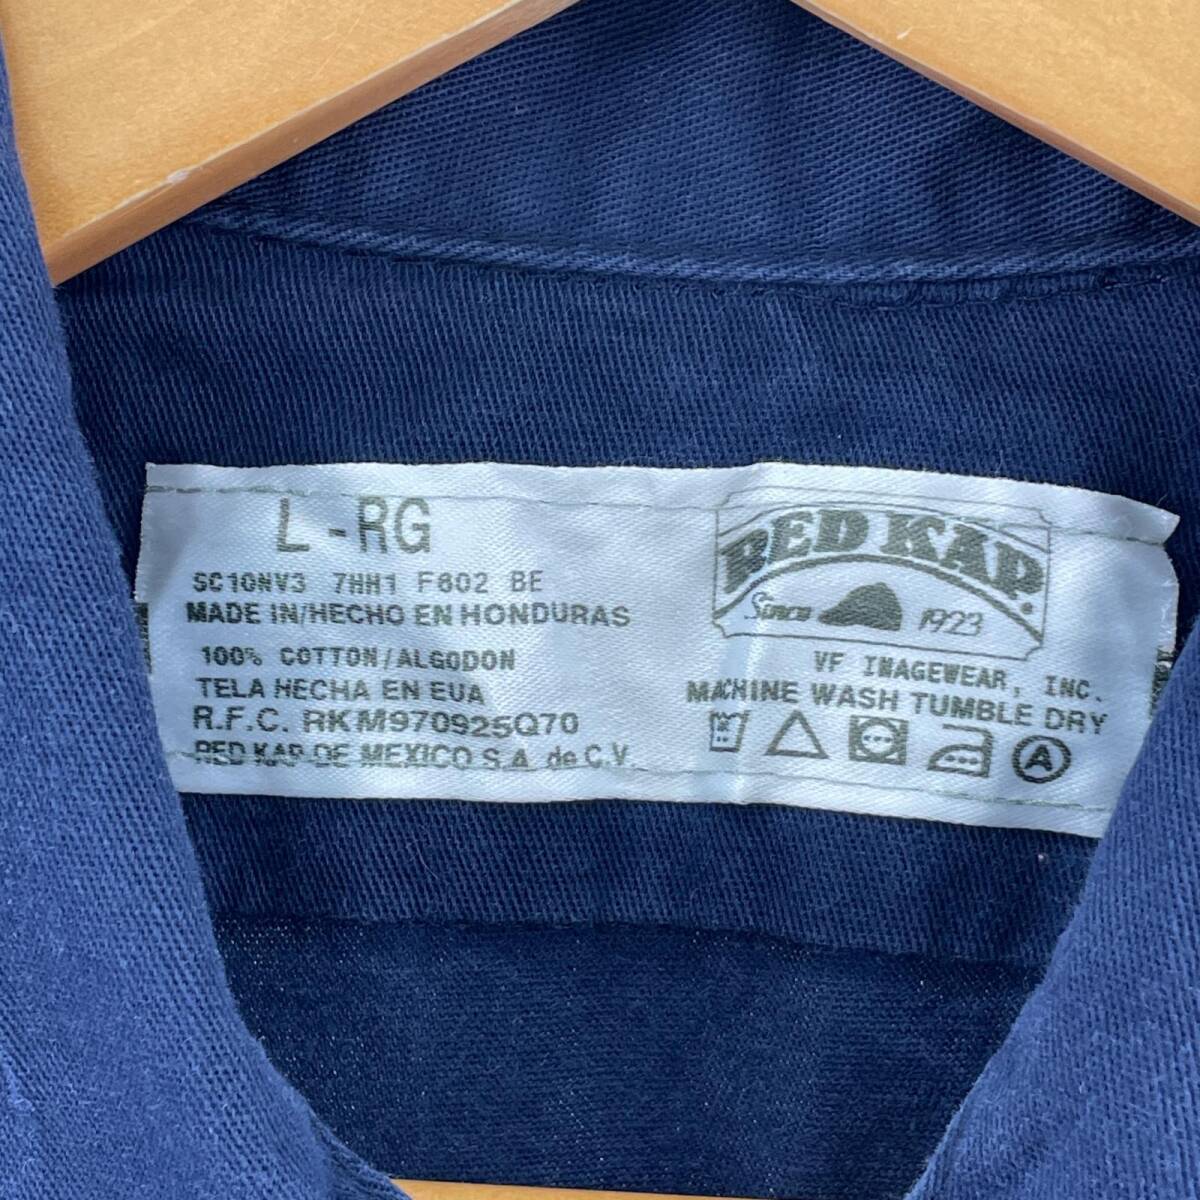 L-RG
SC10NV3 7HH1 F602 BE
MADE IN/HECHO EN HONDURAS
100% COTTON/ALGODON
TELA HECHA EN EUA
R.F.C. RKM970925Q70
RED KAP DE MEXICO S.A. de C.V.
RED KAP
Since 1923
VF IMAGEWEAR, INC.
MACHINE WASH TUMBLE DRY
A